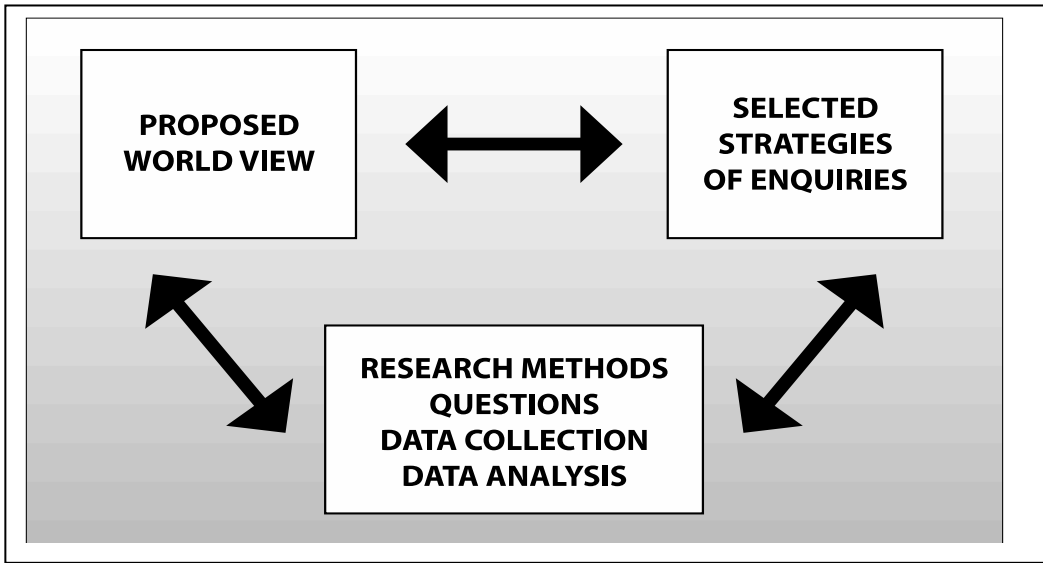 PROPOSED
WORLD VIEW
SELECTED
STRATEGIES
OF ENQUIRIES
RESEARCH METHODS
QUESTIONS
DATA COLLECTION
DATA ANALYSIS